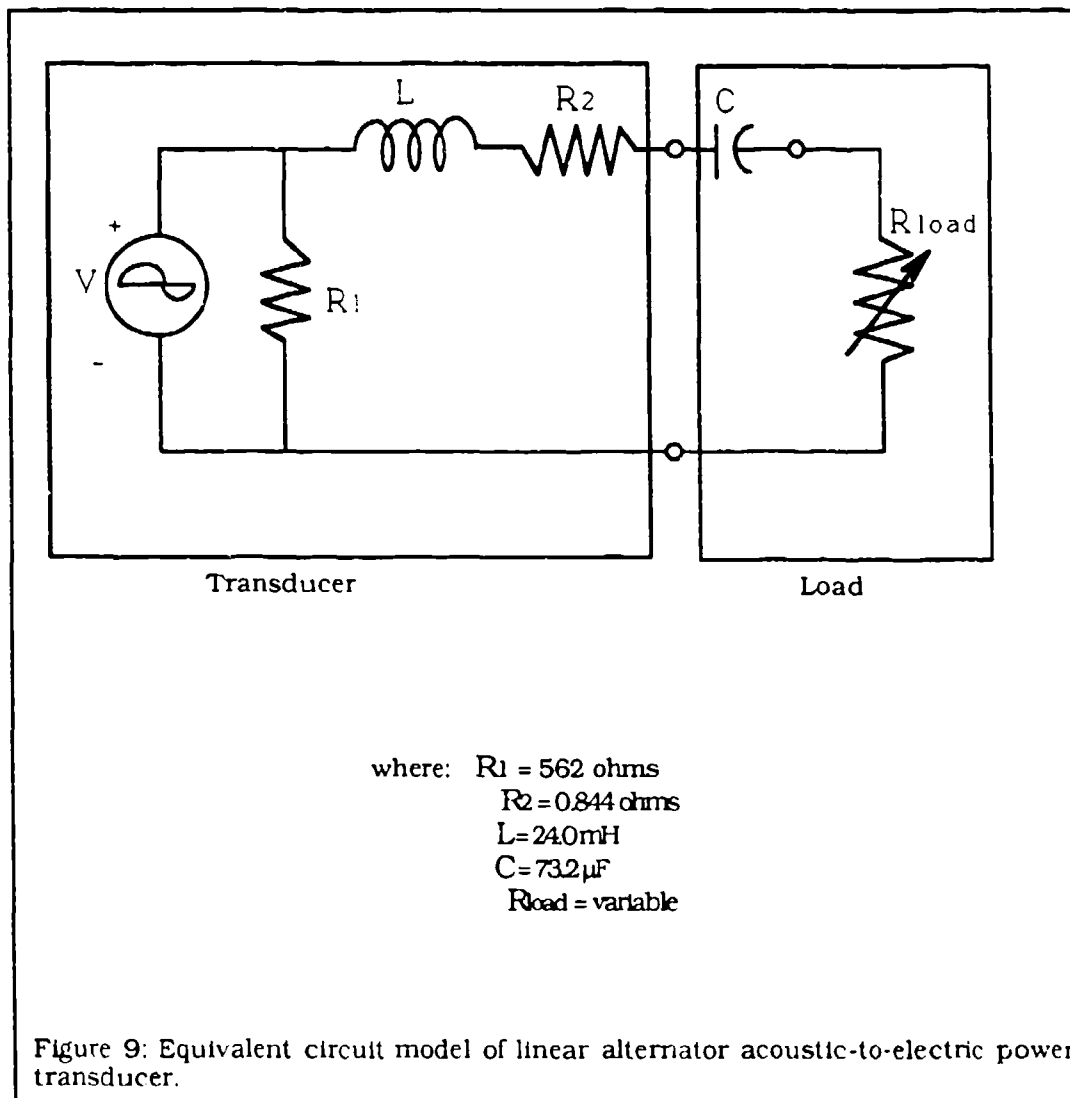 L
R2
C
Rload
+
V
R1
-
Transducer
Load
where: R1 = 562 ohms
R2 = 0.844 ohms
L= 24.0 mH
C = 73.2 µF
Rload = variable
Figure 9: Equivalent circuit model of linear alternator acoustic-to-electric power
transducer.